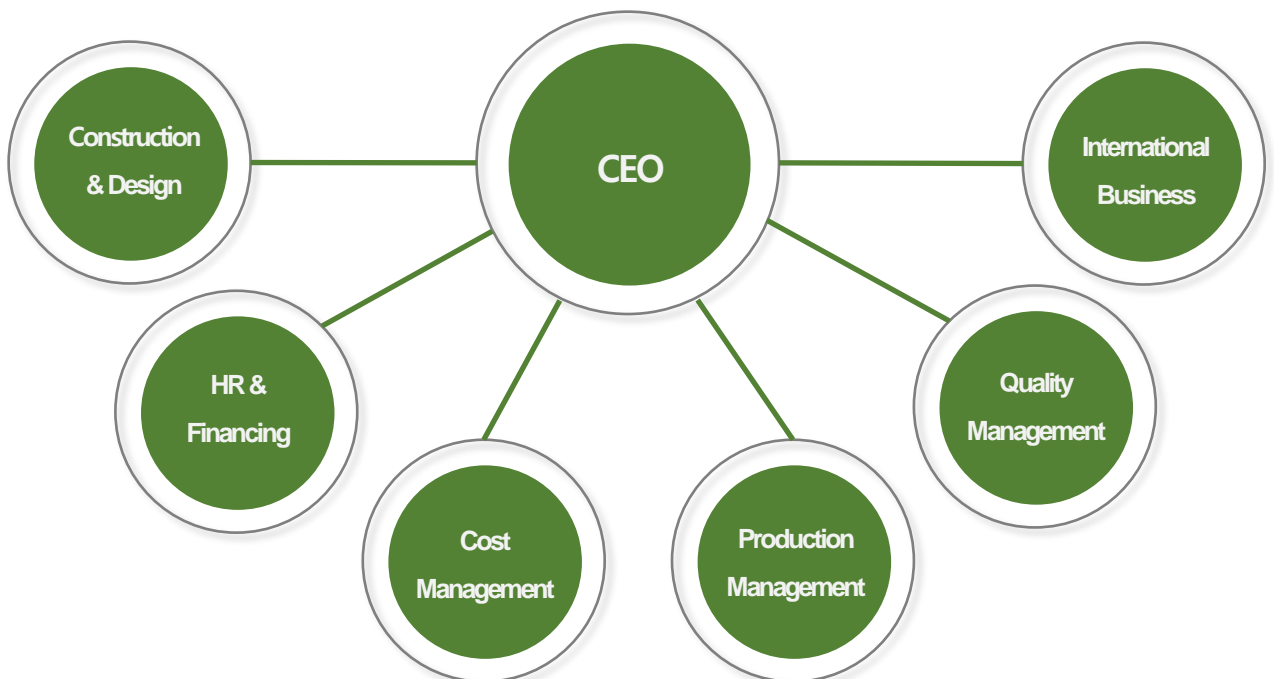 CEO
Construction
& Design
International
Business
HR &
Financing
Quality
Management
Cost
Management
Production
Management